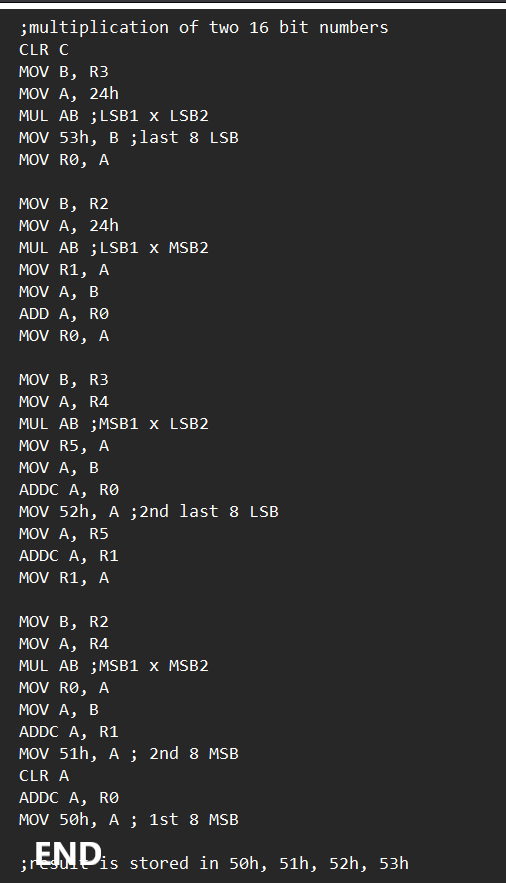 ;multiplication of two 16 bit numbers
CLR C
MOV B, R3
MOV A, 24h
MUL AB ;LSB1 x LSB2
MOV 53h, B ;last 8 LSB
MOV R0, A
MOV B, R2
MOV A, 24h
MUL AB ;LSB1 x MSB2
MOV R1, A
MOV A, B
ADD A, R0
MOV R0, A
MOV B, R3
MOV A, R4
MUL AB ;MSB1 x LSB2
MOV R5, A
MOV A, B
ADDC A, R0
MOV 52h, A ;2nd last 8 LSB
MOV A, R5
ADDC A, R1
MOV R1, A
MOV B, R2
MOV A, R4
MUL AB ;MSB1 x MSB2
MOV R0, A
MOV A, B
ADDC A, R1
MOV 51h, A ; 2nd 8 MSB
CLR A
ADDC A, R0
MOV 50h, A ; 1st 8 MSB
END
;result is stored in 50h, 51h, 52h, 53h